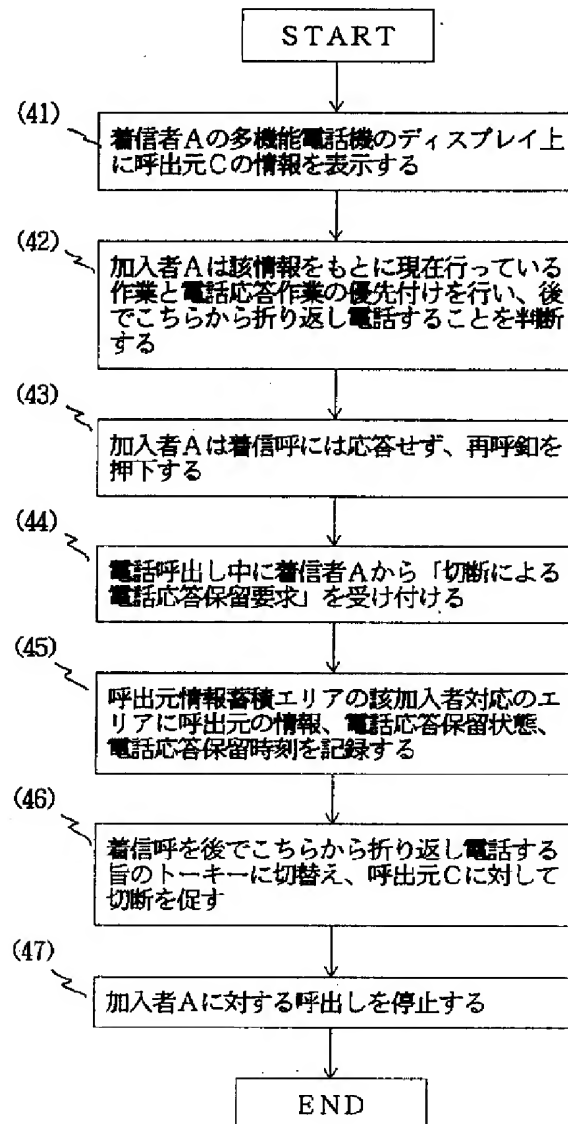 START
(41)
着信者Aの多機能電話機のディスプレイ上
に呼出元Cの情報を表示する
(42)
加入者Aは該情報をもとに現在行っている
作業と電話応答作業の優先付けを行い、後
でこちらから折り返し電話することを判断
する
(43)
加入者Aは着信呼には応答せず、再呼釦を
押下する
(44)
電話呼出し中に着信者Aから「切断による
電話応答保留要求」を受け付ける
(45)
呼出元情報蓄積エリアの該加入者対応のエ
リアに呼出元の情報、電話応答保留状態、
電話応答保留時刻を記録する
(46)
着信呼を後でこちらから折り返し電話する
旨のトーキーに切替え、呼出元Cに対して
切断を促す
(47)
加入者Aに対する呼出しを停止する
END